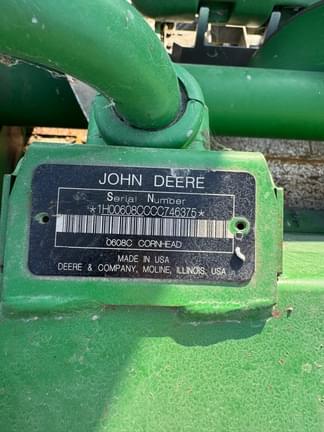 JOHN DEERE
Serial Number
*1H00608CCCC746375*
0608C CORNHEAD
MADE IN USA
DEERE & COMPANY, MOLINE, ILLINOIS, USA